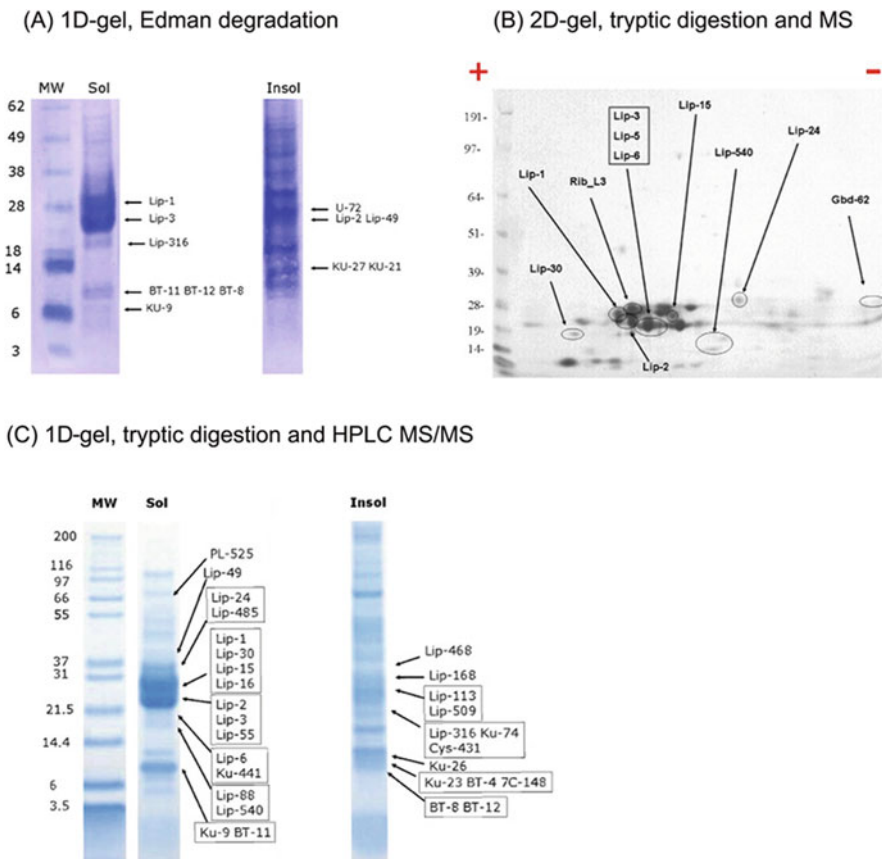 (A) 1D-gel, Edman degradation
MW
Sol
Insol
62
49
38
28
18
14
6
3
Lip-1
Lip-3
Lip-316
BT-11 BT-12 BT-8
KU-9
U-72
Lip-2 Lip-49
KU-27 KU-21
(B) 2D-gel, tryptic digestion and MS
+
–
191-
97-
64-
51-
39-
28-
19-
14-
Lip-3
Lip-5
Lip-6
Lip-15
Lip-24
Lip-540
Lip-1
Rib_L3
Gbd-62
Lip-30
Lip-2
(C) 1D-gel, tryptic digestion and HPLC MS/MS
MW
Sol
Insol
200
116
97
66
55
37
31
21.5
14.4
6
3.5
PL-525
Lip-49
Lip-24
Lip-485
Lip-1
Lip-30
Lip-15
Lip-16
Lip-2
Lip-3
Lip-55
Lip-6
Ku-441
Lip-88
Lip-540
Ku-9 BT-11
Lip-468
Lip-168
Lip-113
Lip-509
Lip-316 Ku-74
Cys-431
Ku-26
Ku-23 BT-4 7C-148
BT-8 BT-12